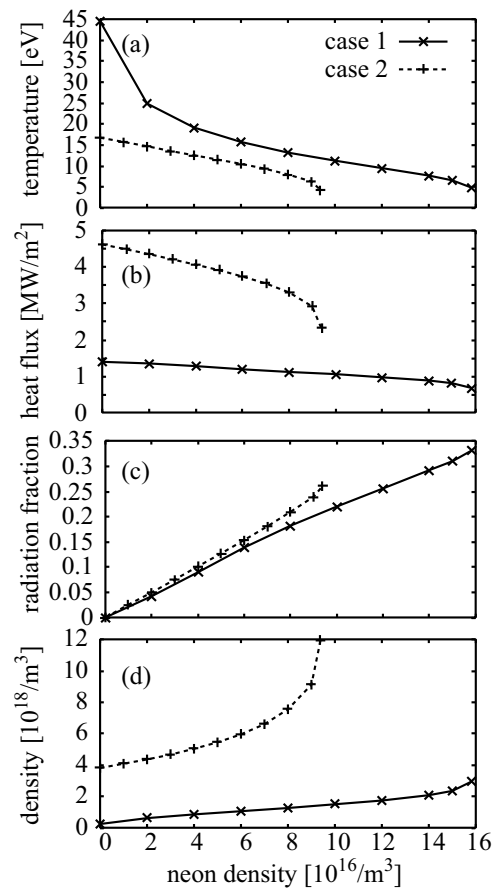 temperature [eV]
45
40
35
30
25
20
15
10
5
0
(a)
case 1
case 2
heat flux [MW/m²]
5
4
3
2
1
0
(b)
radiation fraction
0.35
0.30
0.25
0.20
0.15
0.10
0.05
0
(c)
density [10¹⁸/m³]
12
10
8
6
4
2
0
(d)
0 2 4 6 8 10 12 14 16
neon density [10¹⁶/m³]